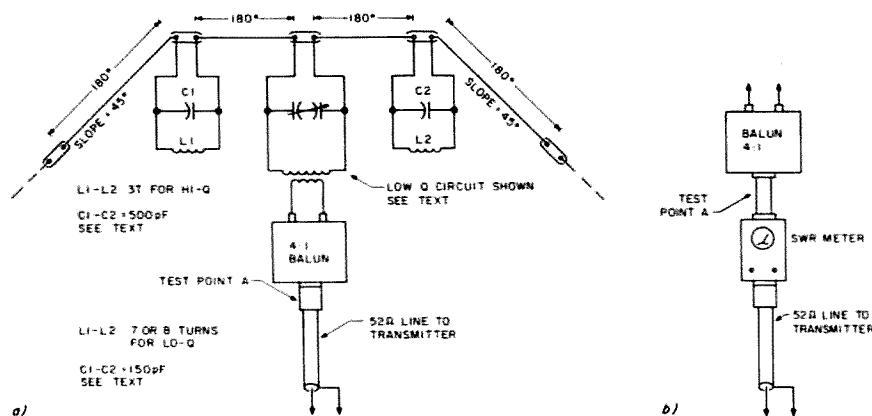 180°
180°
180°
180°
SLOPE = 45°
SLOPE = 45°
C1
L1
C2
L2
L1-L2 3T FOR HI-Q
C1-C2 = 500pF
SEE TEXT
LOW Q CIRCUIT SHOWN
SEE TEXT
4:1
BALUN
TEST POINT A
L1-L2 7 OR 8 TURNS
FOR LO-Q
C1-C2 = 150pF
SEE TEXT
52Ω LINE TO
TRANSMITTER
a)
BALUN
4:1
TEST
POINT A
SWR METER
52Ω LINE TO
TRANSMITTER
b)